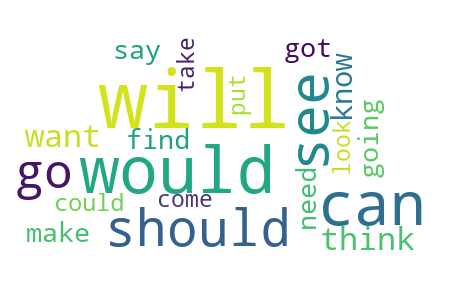 say
take
got
will
see
know
want
find
put
look
going
go
would
need
could
come
can
make
should
think